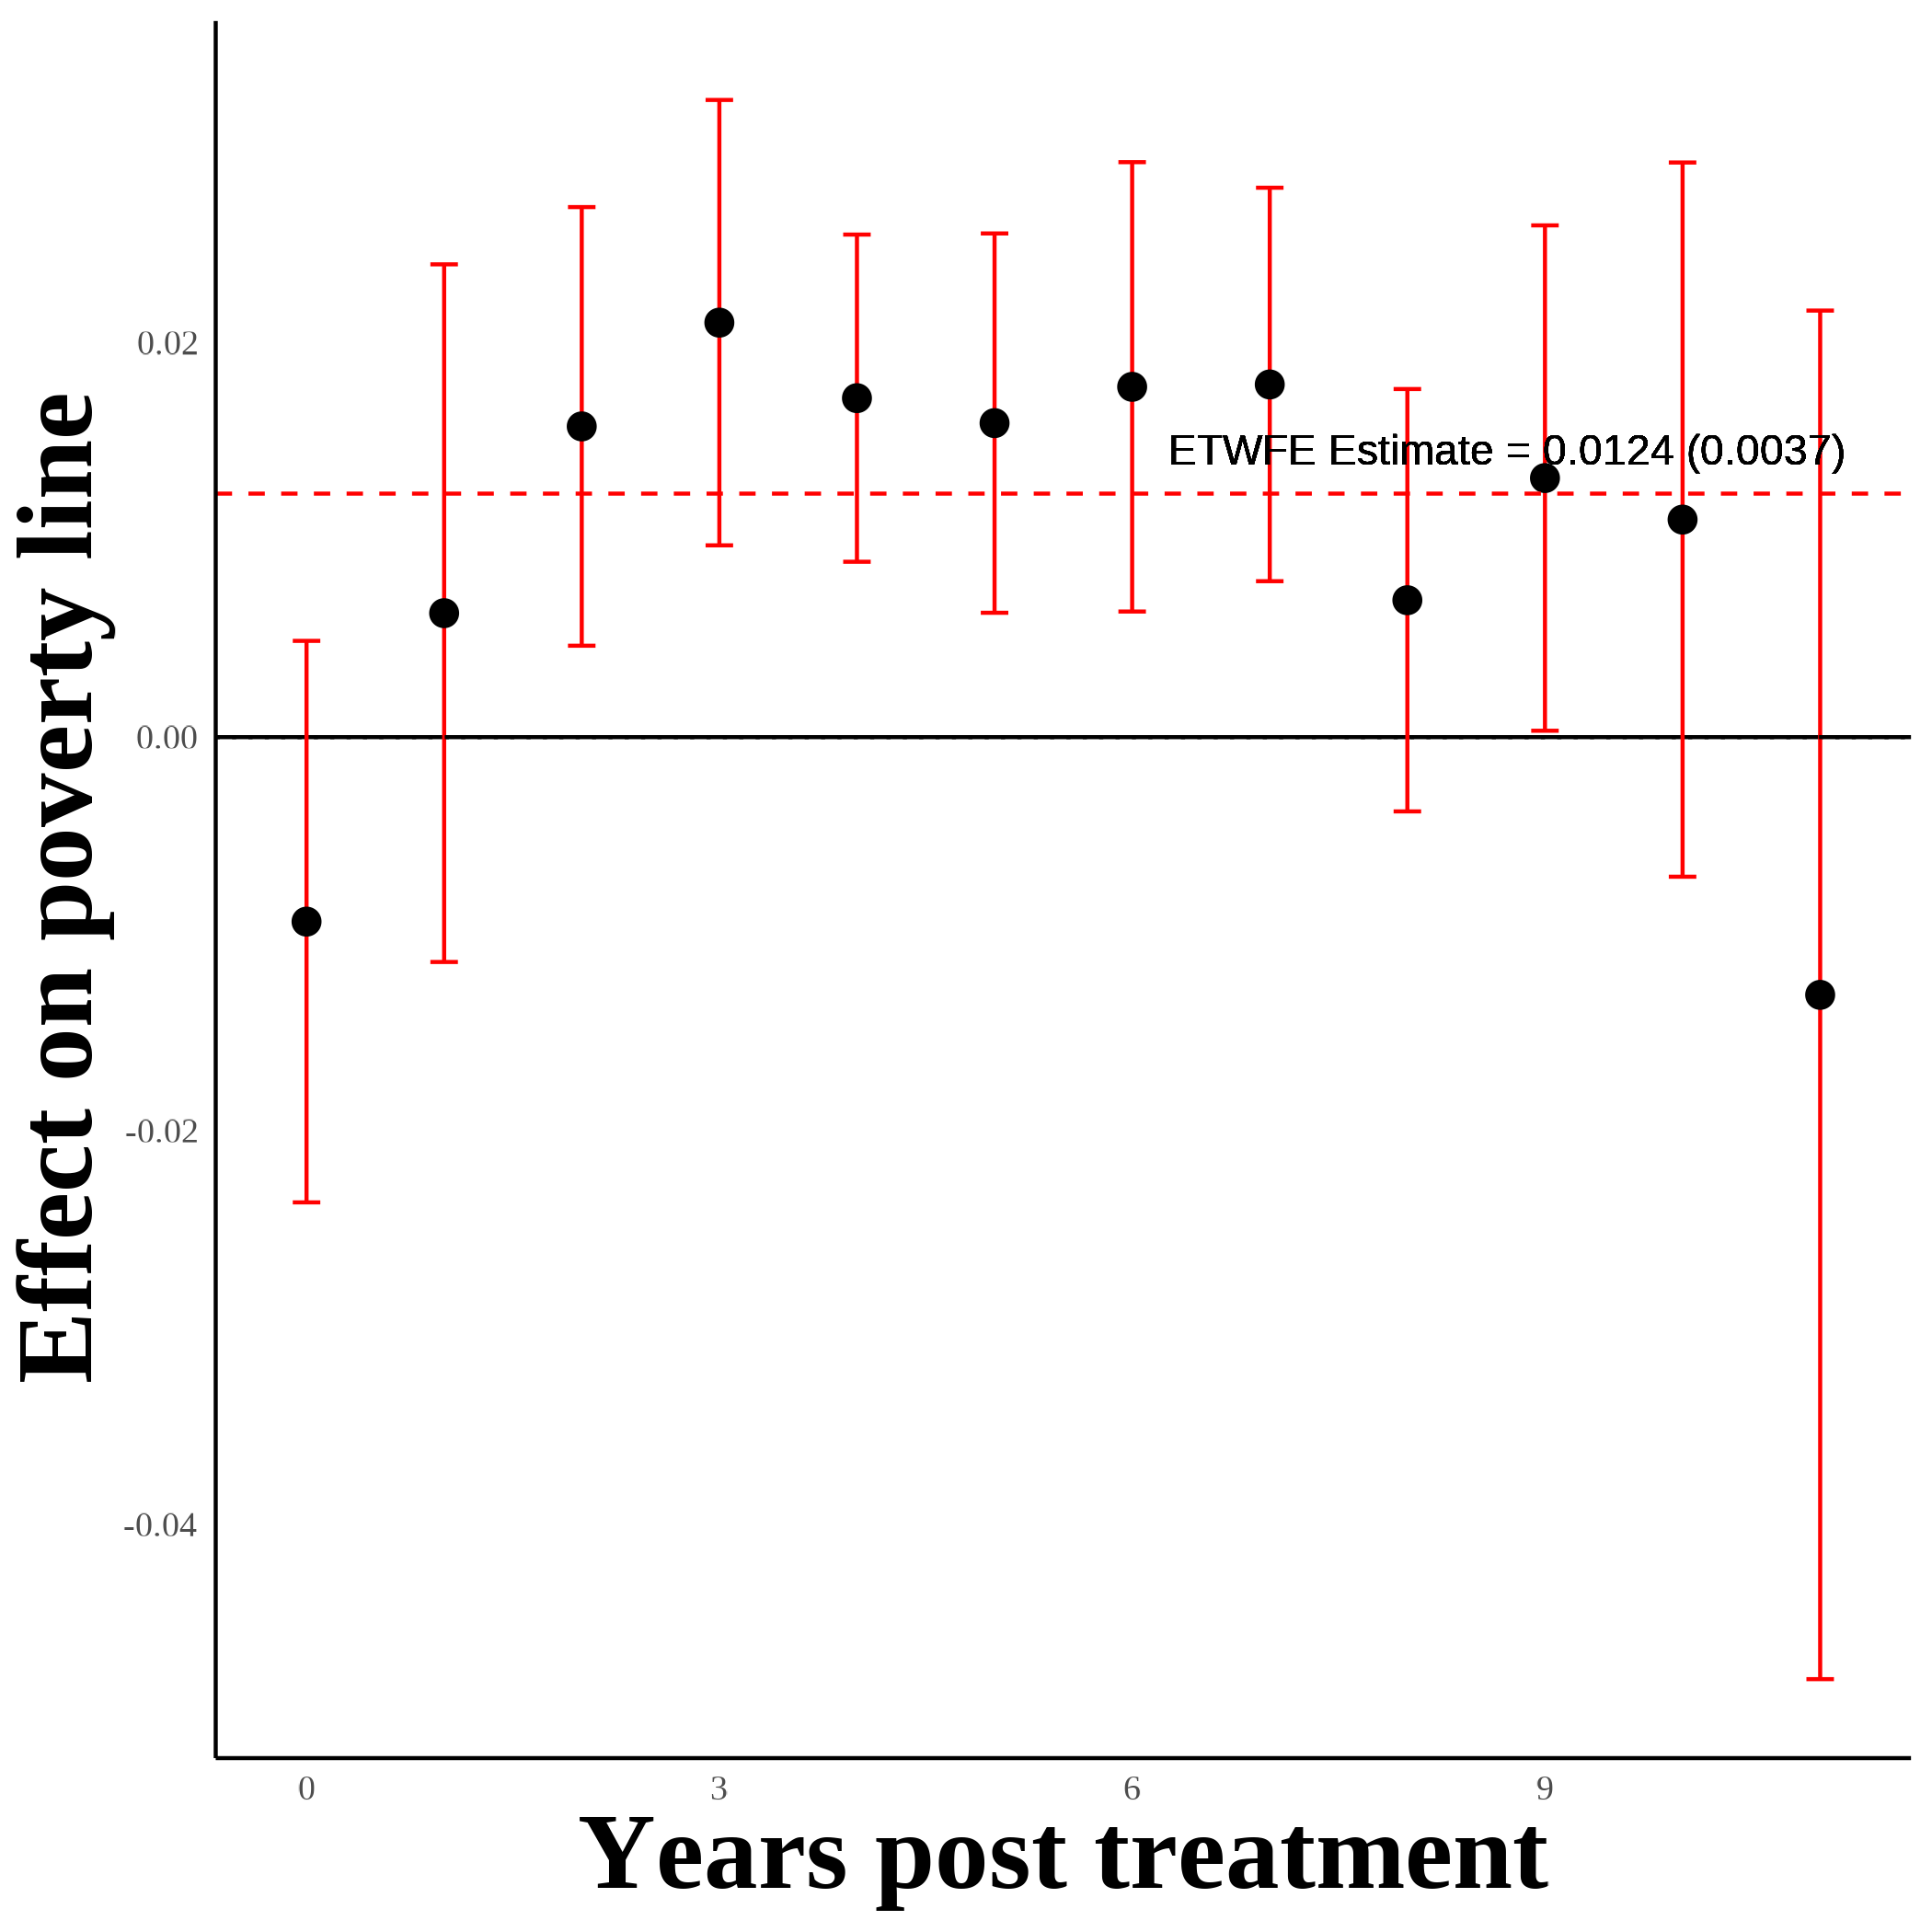 Effect on poverty line
0.02
0.00
-0.02
-0.04
ETWFE Estimate = 0.0124 (0.0037)
0 3 6 9
Years post treatment